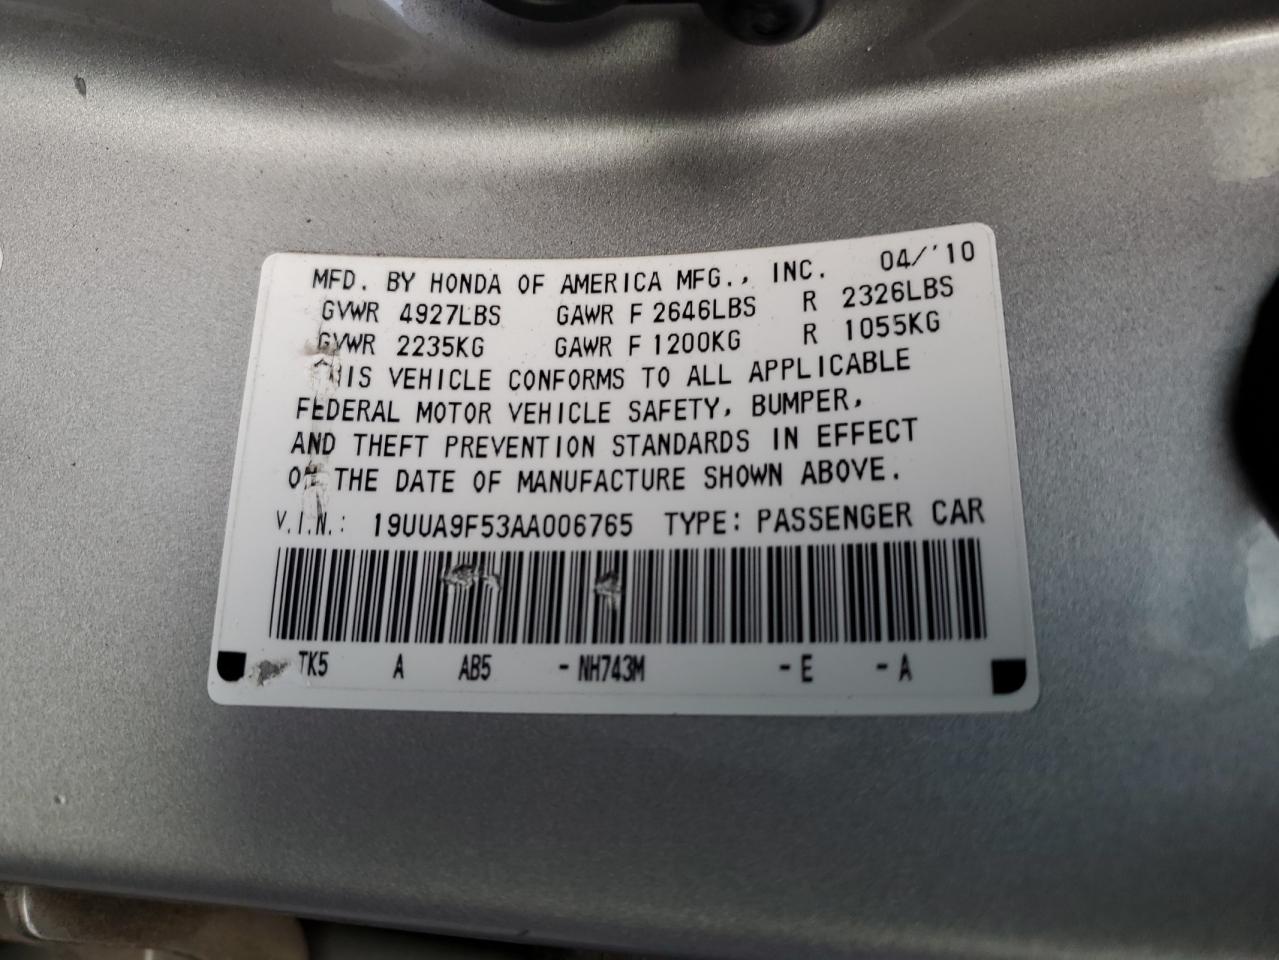 MFD. BY HONDA OF AMERICA MFG., INC. 04/'10
GVWR 4927LBS GAWR F 2646LBS R 2326LBS
GVWR 2235KG GAWR F 1200KG R 1055KG
THIS VEHICLE CONFORMS TO ALL APPLICABLE
FEDERAL MOTOR VEHICLE SAFETY, BUMPER,
AND THEFT PREVENTION STANDARDS IN EFFECT
ON THE DATE OF MANUFACTURE SHOWN ABOVE.
V.I.N.: 19UUA9F53AA006765 TYPE: PASSENGER CAR
TK5 A AB5 - NH743M - E - A